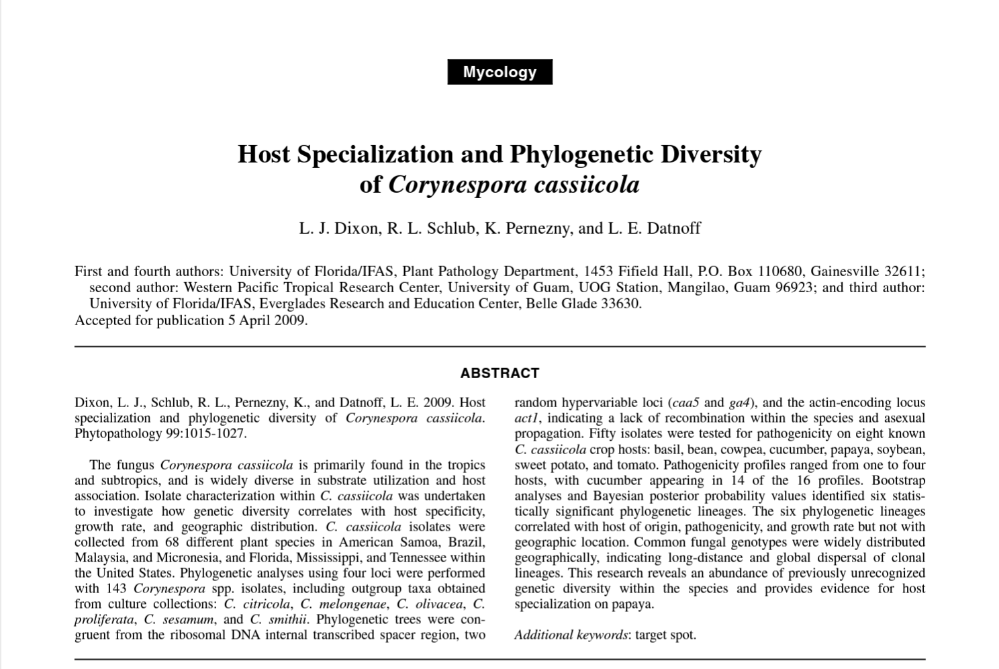 Mycology
Host Specialization and Phylogenetic Diversity
of Corynespora cassiicola
L. J. Dixon, R. L. Schlub, K. Pernezny, and L. E. Datnoff
First and fourth authors: University of Florida/IFAS, Plant Pathology Department, 1453 Fifield Hall, P.O. Box 110680, Gainesville 32611;
second author: Western Pacific Tropical Research Center, University of Guam, UOG Station, Mangilao, Guam 96923; and third author:
University of Florida/IFAS, Everglades Research and Education Center, Belle Glade 33630.
Accepted for publication 5 April 2009.
ABSTRACT
Dixon, L. J., Schlub, R. L., Pernezny, K., and Datnoff, L. E. 2009. Host
specialization and phylogenetic diversity of Corynespora cassiicola.
Phytopathology 99:1015-1027.
The fungus Corynespora cassiicola is primarily found in the tropics
and subtropics, and is widely diverse in substrate utilization and host
association. Isolate characterization within C. cassiicola was undertaken
to investigate how genetic diversity correlates with host specificity,
growth rate, and geographic distribution. C. cassiicola isolates were
collected from 68 different plant species in American Samoa, Brazil,
Malaysia, and Micronesia, and Florida, Mississippi, and Tennessee within
the United States. Phylogenetic analyses using four loci were performed
with 143 Corynespora spp. isolates, including outgroup taxa obtained
from culture collections: C. citricola, C. melongenae, C. olivacea, C.
proliferata, C. sesamum, and C. smithii. Phylogenetic trees were con-
gruent from the ribosomal DNA internal transcribed spacer region, two
random hypervariable loci (caa5 and ga4), and the actin-encoding locus
act1, indicating a lack of recombination within the species and asexual
propagation. Fifty isolates were tested for pathogenicity on eight known
C. cassiicola crop hosts: basil, bean, cowpea, cucumber, papaya, soybean,
sweet potato, and tomato. Pathogenicity profiles ranged from one to four
hosts, with cucumber appearing in 14 of the 16 profiles. Bootstrap
analyses and Bayesian posterior probability values identified six statis-
tically significant phylogenetic lineages. The six phylogenetic lineages
correlated with host of origin, pathogenicity, and growth rate but not with
geographic location. Common fungal genotypes were widely distributed
geographically, indicating long-distance and global dispersal of clonal
lineages. This research reveals an abundance of previously unrecognized
genetic diversity within the species and provides evidence for host
specialization on papaya.
Additional keywords: target spot.